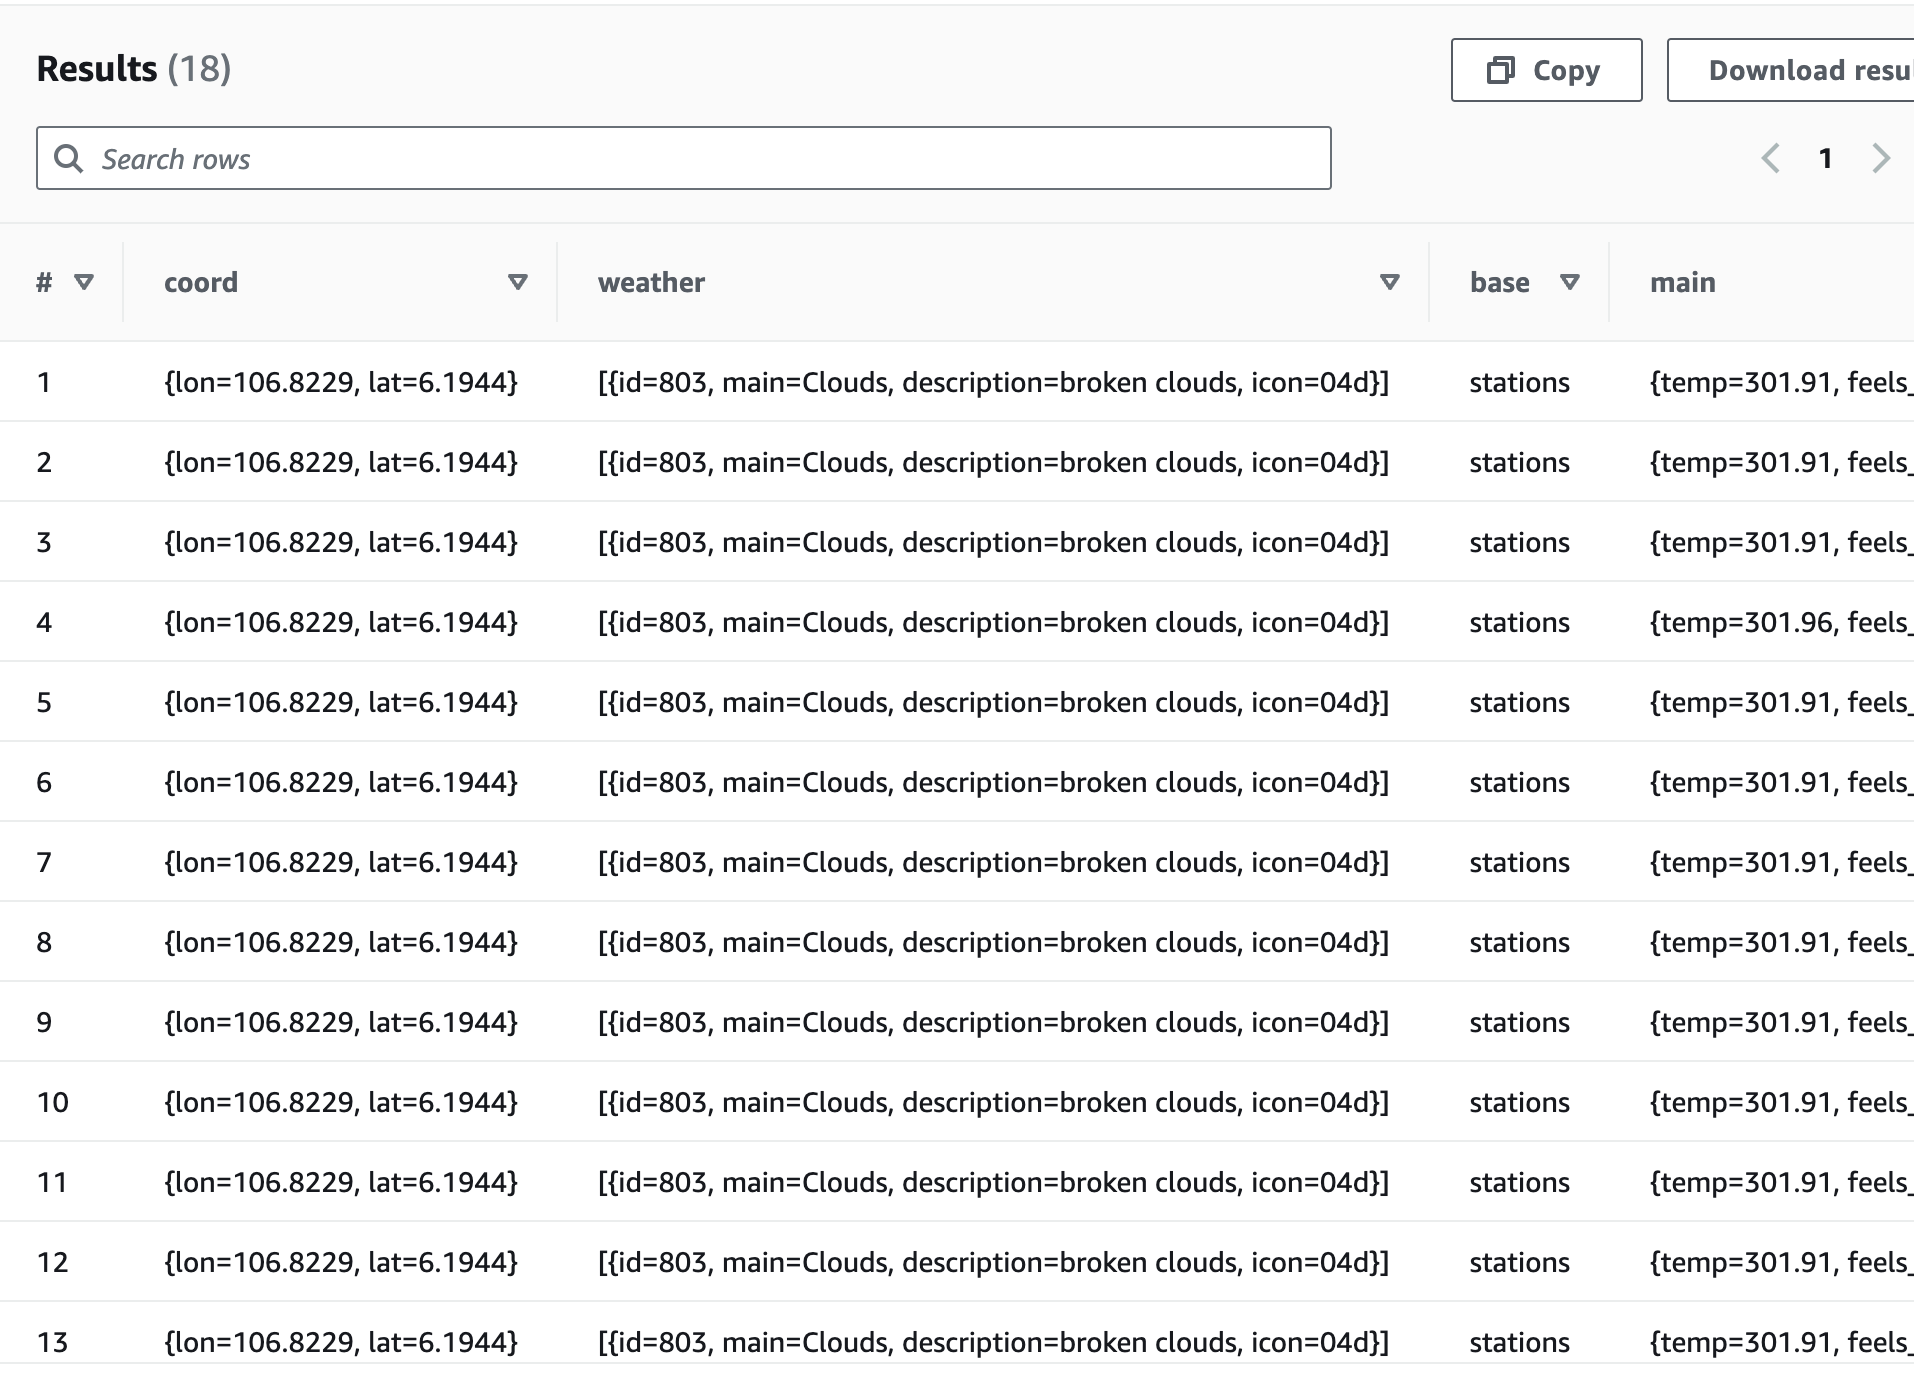 Results (18)
Copy
Download resu
Search rows
1
# coord weather base main
1 {lon=106.8229, lat=6.1944} [{id=803, main=Clouds, description=broken clouds, icon=04d}] stations {temp=301.91, feels_
2 {lon=106.8229, lat=6.1944} [{id=803, main=Clouds, description=broken clouds, icon=04d}] stations {temp=301.91, feels_
3 {lon=106.8229, lat=6.1944} [{id=803, main=Clouds, description=broken clouds, icon=04d}] stations {temp=301.91, feels_
4 {lon=106.8229, lat=6.1944} [{id=803, main=Clouds, description=broken clouds, icon=04d}] stations {temp=301.96, feels_
5 {lon=106.8229, lat=6.1944} [{id=803, main=Clouds, description=broken clouds, icon=04d}] stations {temp=301.91, feels_
6 {lon=106.8229, lat=6.1944} [{id=803, main=Clouds, description=broken clouds, icon=04d}] stations {temp=301.91, feels_
7 {lon=106.8229, lat=6.1944} [{id=803, main=Clouds, description=broken clouds, icon=04d}] stations {temp=301.91, feels_
8 {lon=106.8229, lat=6.1944} [{id=803, main=Clouds, description=broken clouds, icon=04d}] stations {temp=301.91, feels_
9 {lon=106.8229, lat=6.1944} [{id=803, main=Clouds, description=broken clouds, icon=04d}] stations {temp=301.91, feels_
10 {lon=106.8229, lat=6.1944} [{id=803, main=Clouds, description=broken clouds, icon=04d}] stations {temp=301.91, feels_
11 {lon=106.8229, lat=6.1944} [{id=803, main=Clouds, description=broken clouds, icon=04d}] stations {temp=301.91, feels_
12 {lon=106.8229, lat=6.1944} [{id=803, main=Clouds, description=broken clouds, icon=04d}] stations {temp=301.91, feels_
13 {lon=106.8229, lat=6.1944} [{id=803, main=Clouds, description=broken clouds, icon=04d}] stations {temp=301.91, feels_